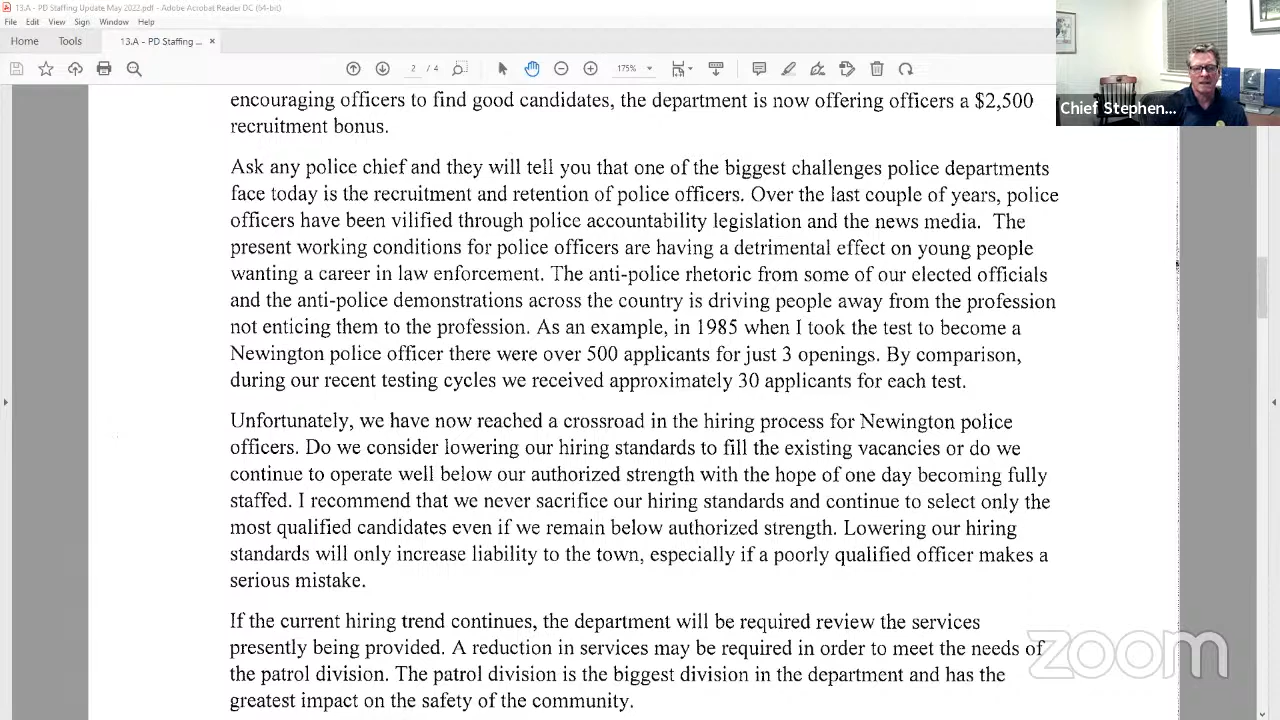 13.A - PD Staffing Update May 2022.pdf - Adobe Acrobat Reader DC (64-bit)
File Edit View Sign Window Help
Home Tools 13.A - PD Staffing ... ×
2 / 4 175%
Chief Stephen...
encouraging officers to find good candidates, the department is now offering officers a $2,500
recruitment bonus.
Ask any police chief and they will tell you that one of the biggest challenges police departments
face today is the recruitment and retention of police officers. Over the last couple of years, police
officers have been vilified through police accountability legislation and the news media. The
present working conditions for police officers are having a detrimental effect on young people
wanting a career in law enforcement. The anti-police rhetoric from some of our elected officials
and the anti-police demonstrations across the country is driving people away from the profession
not enticing them to the profession. As an example, in 1985 when I took the test to become a
Newington police officer there were over 500 applicants for just 3 openings. By comparison,
during our recent testing cycles we received approximately 30 applicants for each test.
Unfortunately, we have now reached a crossroad in the hiring process for Newington police
officers. Do we consider lowering our hiring standards to fill the existing vacancies or do we
continue to operate well below our authorized strength with the hope of one day becoming fully
staffed. I recommend that we never sacrifice our hiring standards and continue to select only the
most qualified candidates even if we remain below authorized strength. Lowering our hiring
standards will only increase liability to the town, especially if a poorly qualified officer makes a
serious mistake.
If the current hiring trend continues, the department will be required review the services
presently being provided. A reduction in services may be required in order to meet the needs of
the patrol division. The patrol division is the biggest division in the department and has the
greatest impact on the safety of the community.
zoom